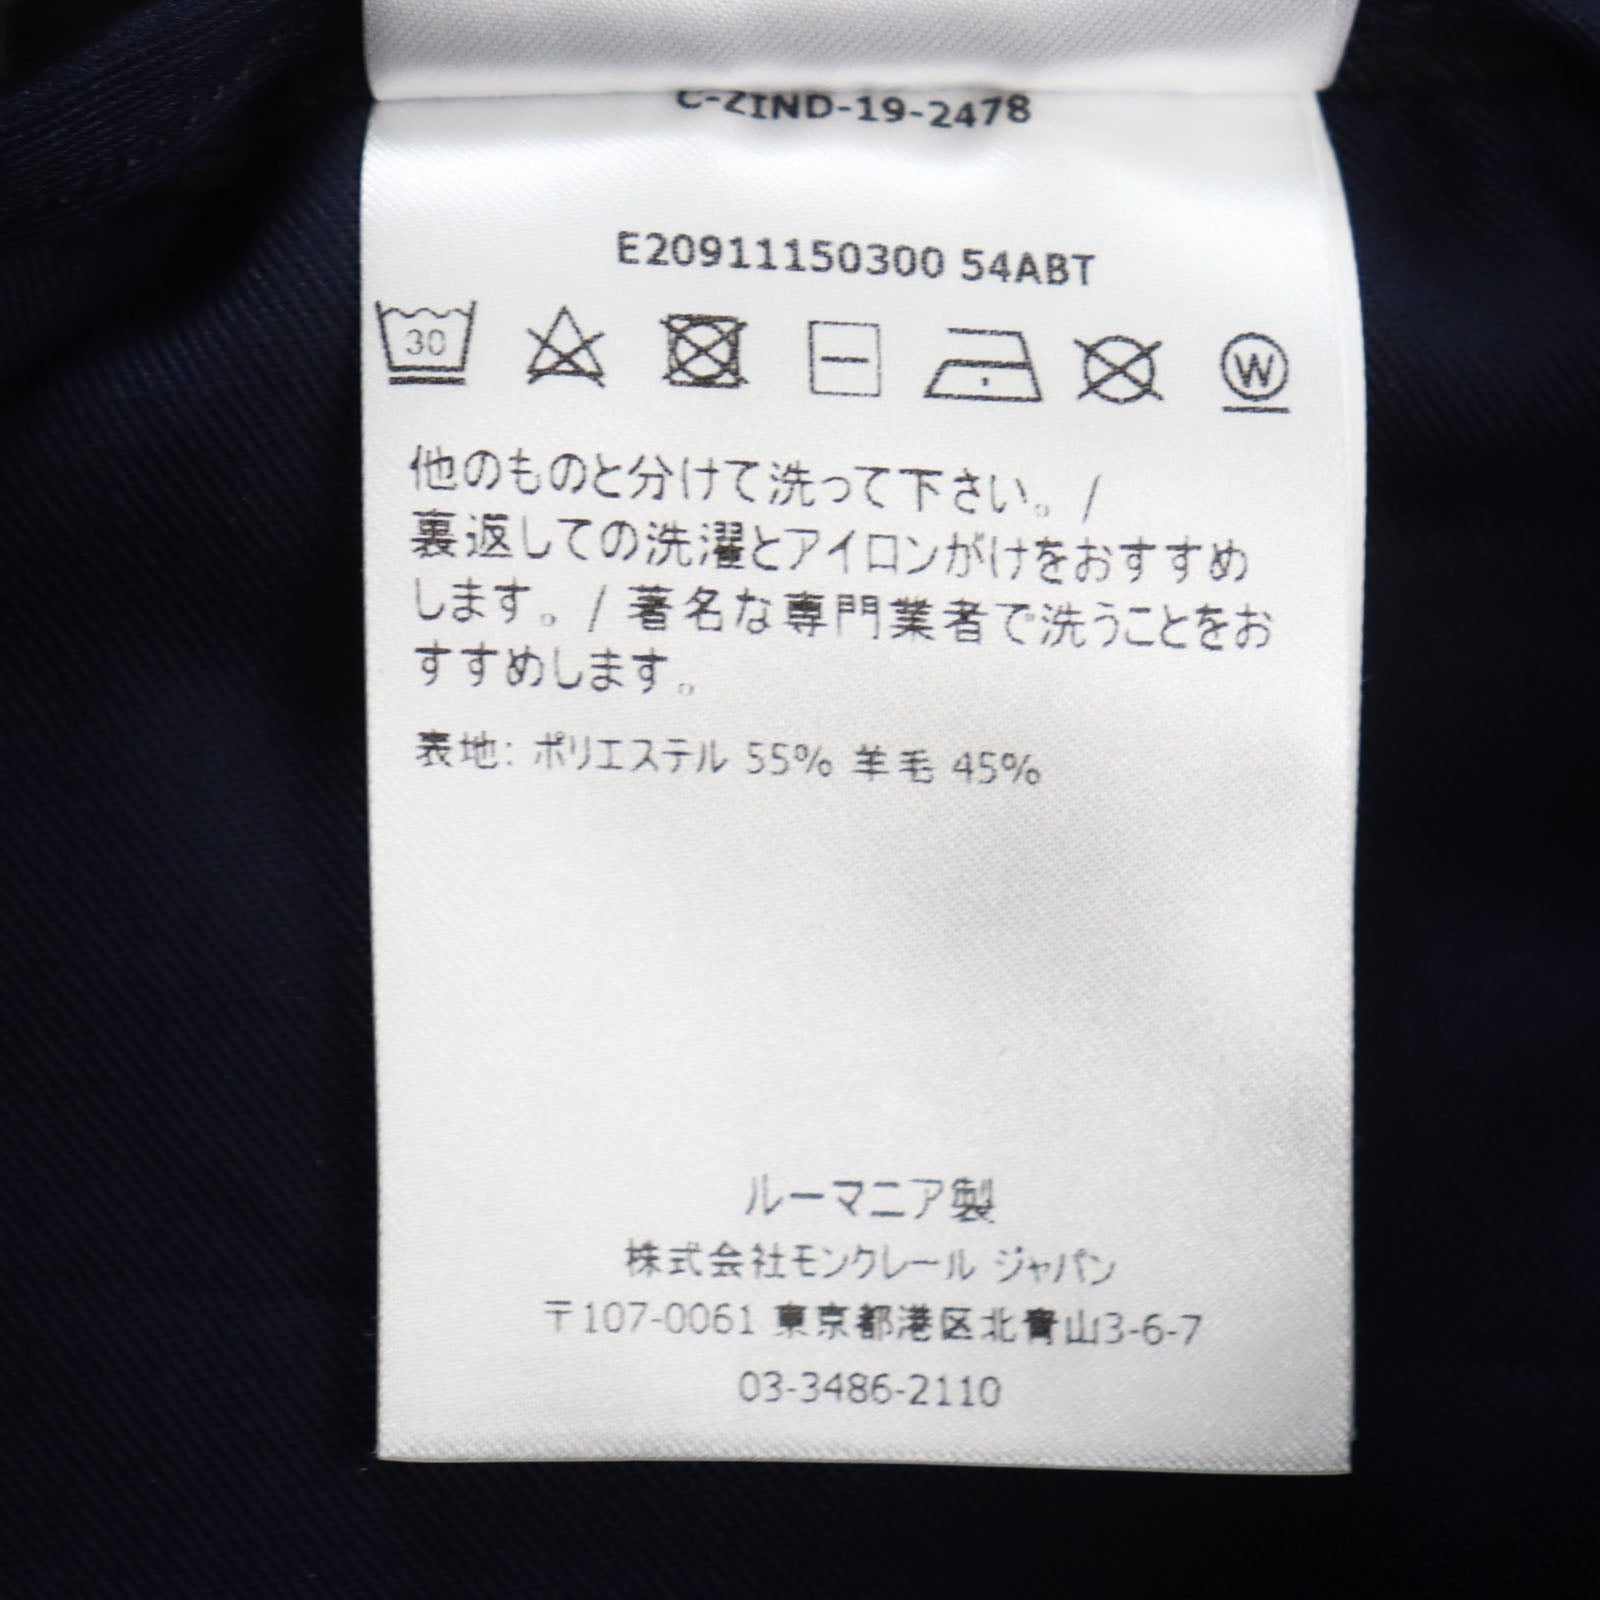 C-ZIND-19-2478
E20911150300 54ABT
30
W
他のものと分けて洗って下さい。/
裏返しての洗濯とアイロンがけをおすすめ
します。/ 著名な専門業者で洗うことをお
すすめします。
表地: ポリエステル 55% 羊毛 45%
ルーマニア製
株式会社モンクレール ジャパン
〒107-0061 東京都港区北青山3-6-7
03-3486-2110